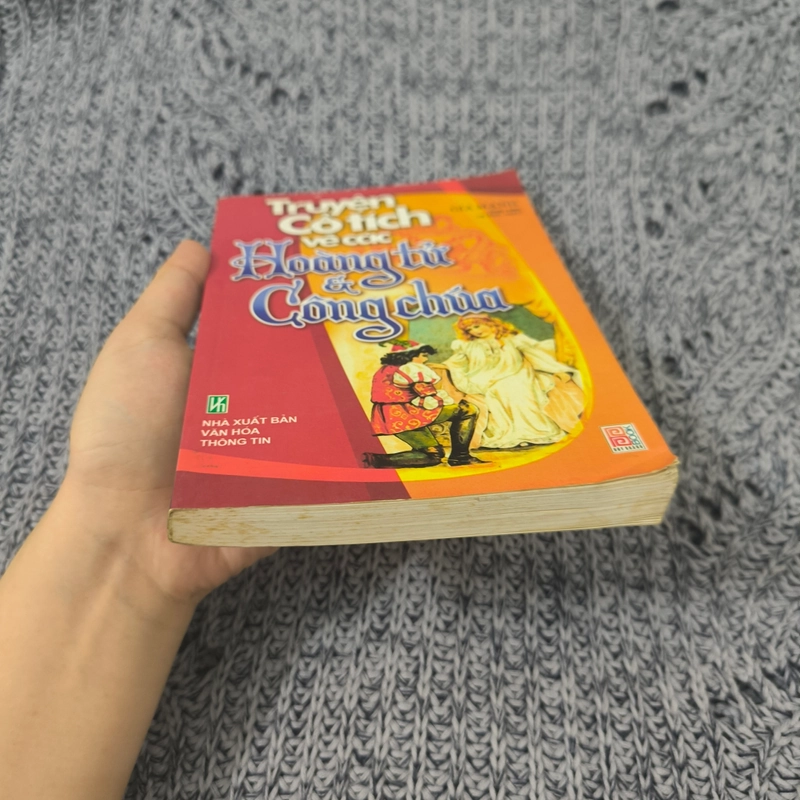 Truyện
Cổ tích
về các
Hoàng tử
&
Công chúa
NHÀ XUẤT BẢN
VĂN HÓA
THÔNG TIN